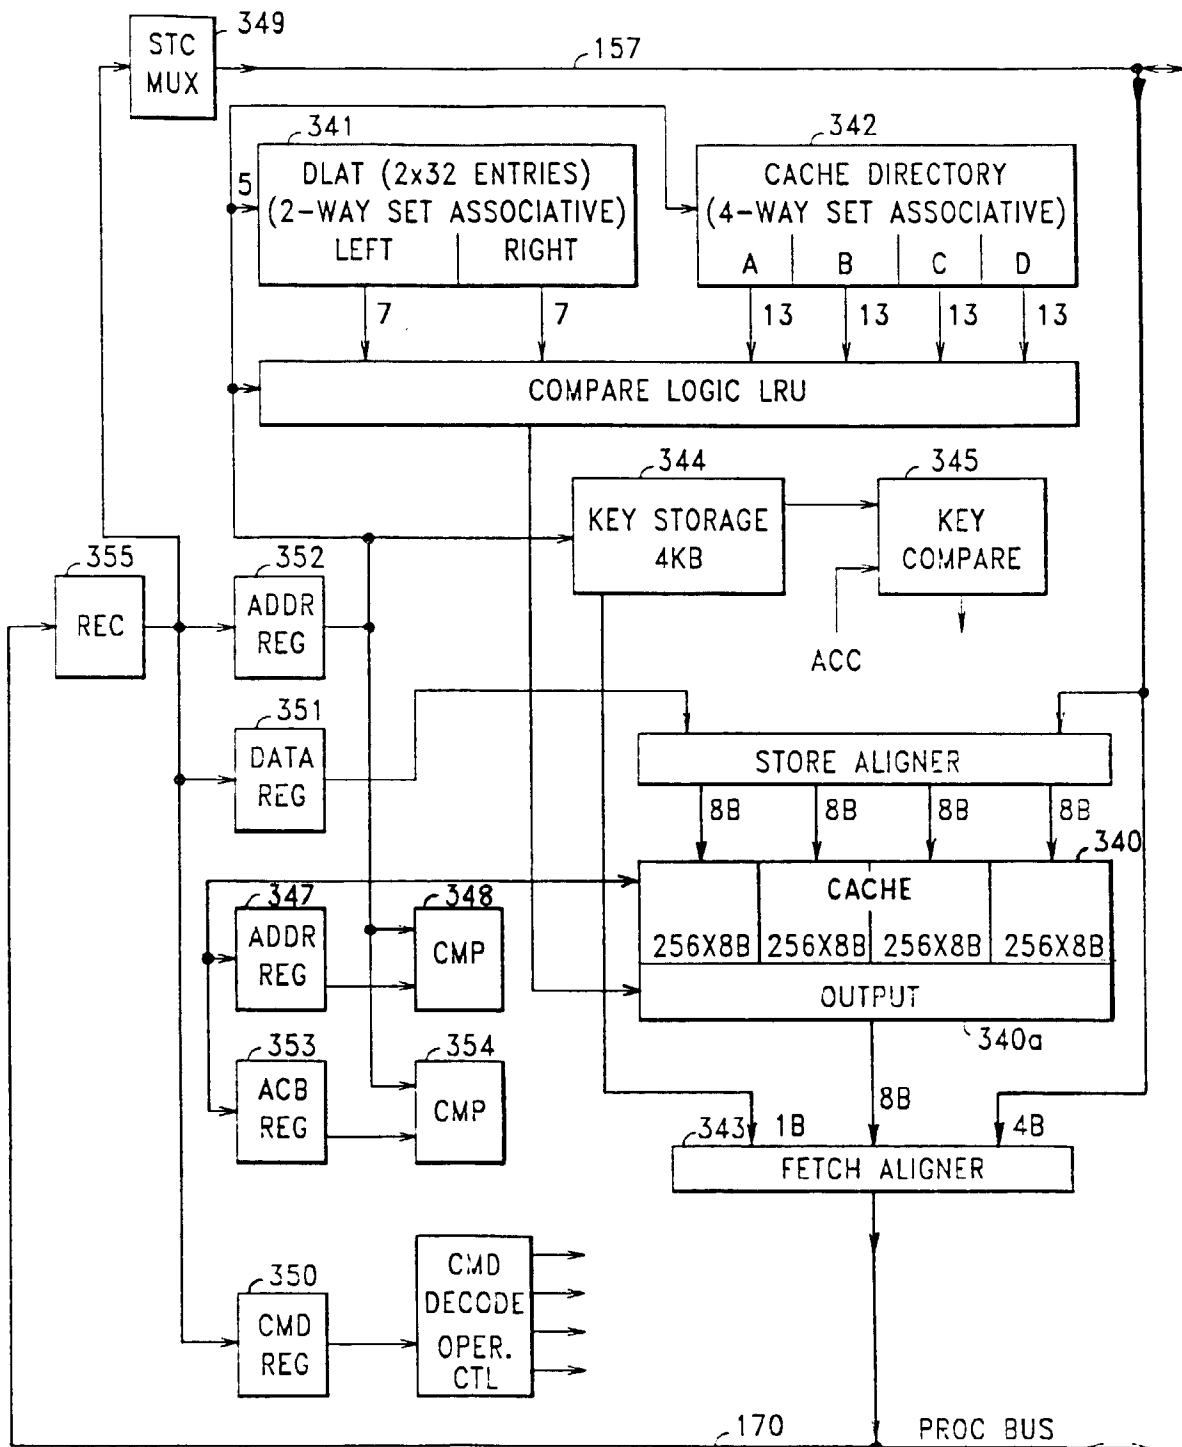 349
STC
MUX
157
341
DLAT (2x32 ENTRIES)
(2-WAY SET ASSOCIATIVE)
LEFT
RIGHT
5
342
CACHE DIRECTORY
(4-WAY SET ASSOCIATIVE)
A
B
C
D
7
7
13
13
13
13
COMPARE LOGIC LRU
344
KEY STORAGE
4KB
345
KEY
COMPARE
ACC
355
REC
352
ADDR
REG
351
DATA
REG
STORE ALIGNER
8B
8B
8B
8B
340
CACHE
256X8B
256X8B
256X8B
256X8B
OUTPUT
340a
347
ADDR
REG
348
CMP
353
ACB
REG
354
CMP
8B
343
1B
4B
FETCH ALIGNER
350
CMD
REG
CMD
DECODE
OPER.
CTL
170
PROC BUS